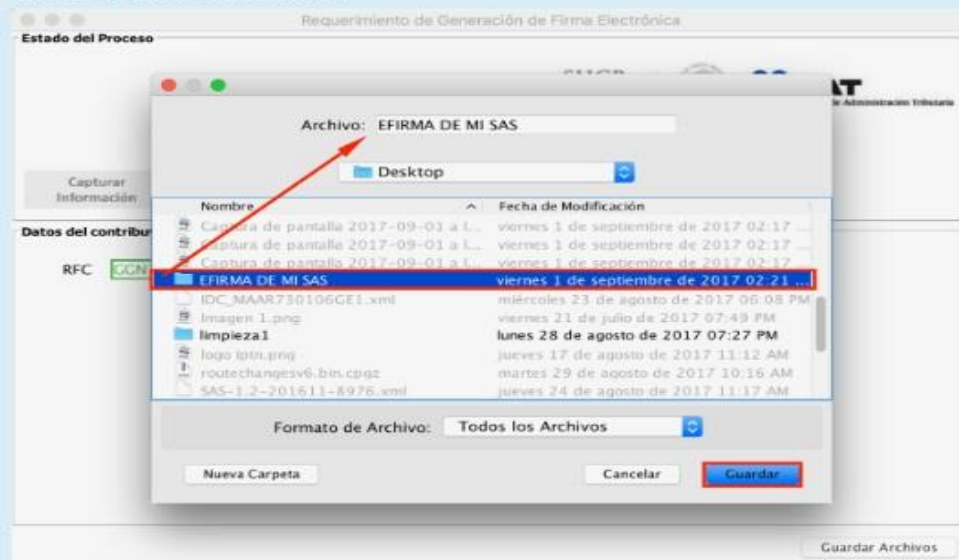 Requerimiento de Generación de Firma Electrónica
Estado del Proceso
SHCP
de Administración Tributaria
Archivo: EFIRMA DE MI SAS
Desktop
Capturar
Información
Nombre Fecha de Modificación
Captura de pantalla 2017-09-01 a l... viernes 1 de septiembre de 2017 02:17 ...
Captura de pantalla 2017-09-01 a l... viernes 1 de septiembre de 2017 02:17 ...
Captura de pantalla 2017-09-01 a l... viernes 1 de septiembre de 2017 02:17 ...
Datos del contribu
RFC
EFIRMA DE MI SAS viernes 1 de septiembre de 2017 02:21 ...
IDC_MAAR730106GE1.xml miércoles 23 de agosto de 2017 06:08 PM
Imagen 1.png viernes 21 de julio de 2017 07:49 PM
limpieza1 lunes 28 de agosto de 2017 07:27 PM
logo iptn.png jueves 17 de agosto de 2017 11:12 AM
routechangesv6.bin.cpgz martes 29 de agosto de 2017 10:16 AM
SAS-1.2-201611-8976.xml jueves 24 de agosto de 2017 11:17 AM
Formato de Archivo: Todos los Archivos
Nueva Carpeta Cancelar Guardar
Guardar Archivos